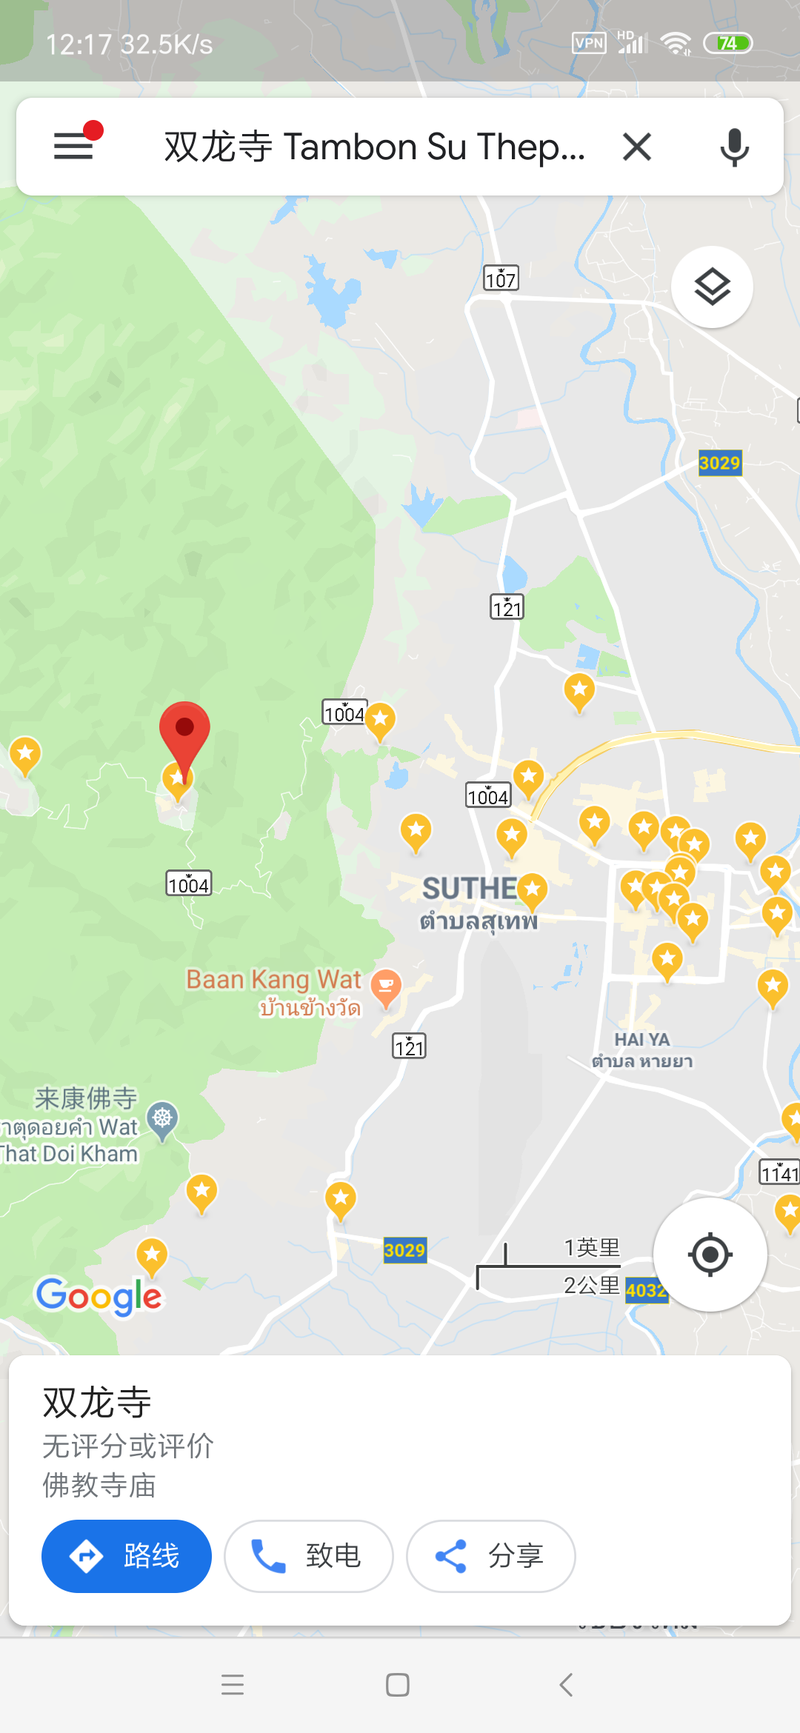 12:17 32.5K/s
VPN HD 74
双龙寺 Tambon Su Thep...
107
3029
121
1004
1004
1004
SUTHE
ตำบลสุเทพ
Baan Kang Wat
บ้านข้างวัด
121
HAI YA
ตำบล หายยา
来康佛寺
าตุดอยคำ Wat
That Doi Kham
1141
3029
1英里
2公里
4032
Google
双龙寺
无评分或评价
佛教寺庙
路线
致电
分享